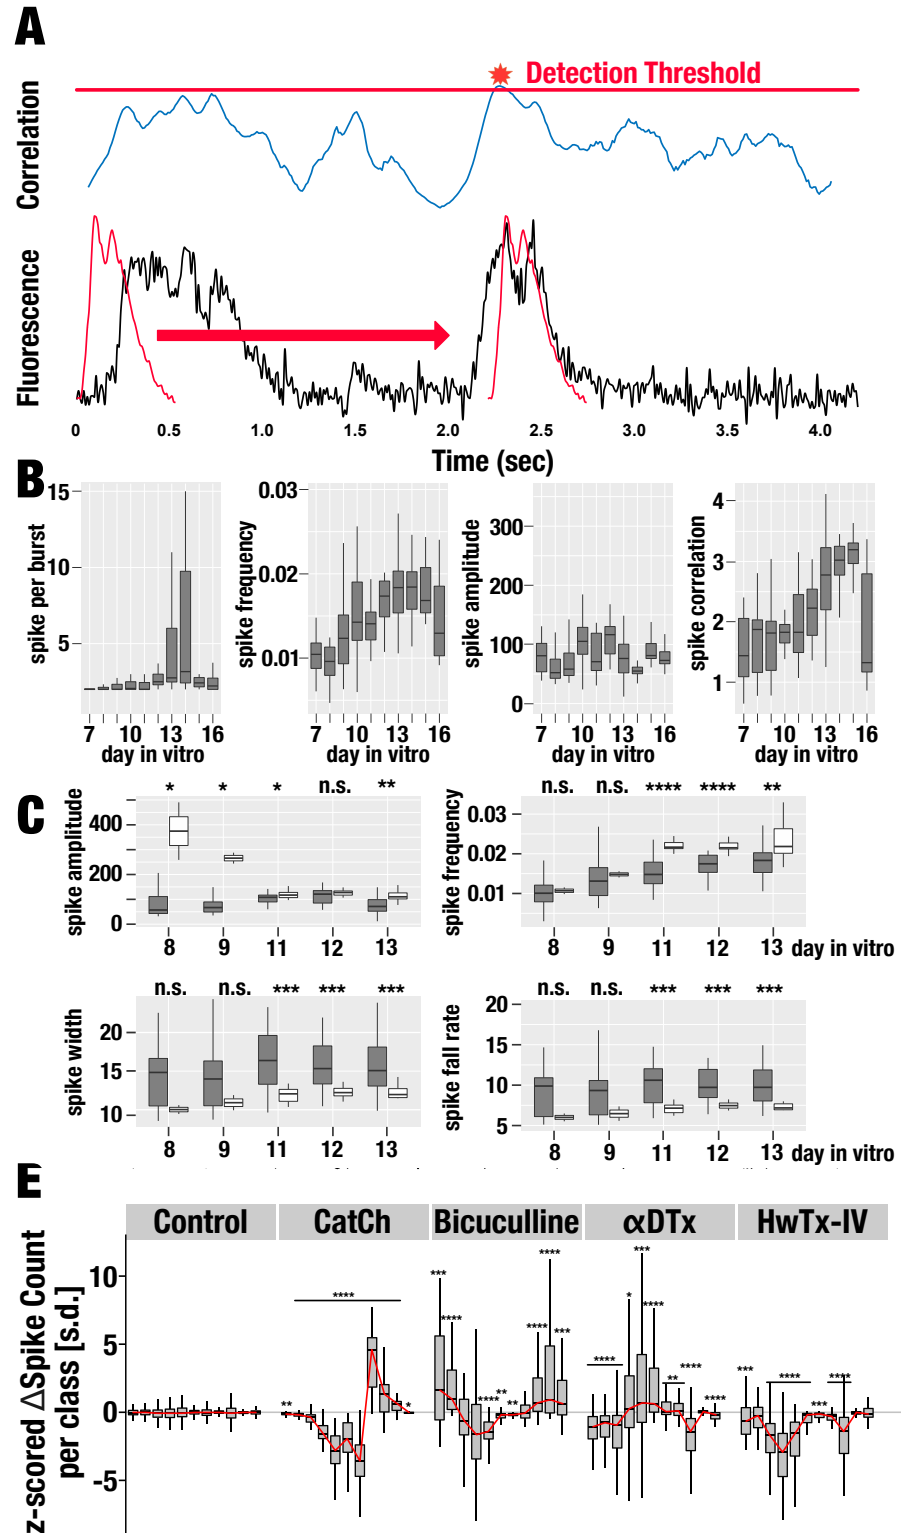 A
Detection Threshold
Correlation
Fluorescence
0 0.5 1.0 1.5 2.0 2.5 3.0 3.5 4.0
Time (sec)
B
spike per burst
15
10
5
7 10 13 16
day in vitro
spike frequency
0.03
0.02
0.01
7 10 13 16
day in vitro
spike amplitude
300
200
100
0
7 10 13 16
day in vitro
spike correlation
4
3
2
1
7 10 13 16
day in vitro
C
spike amplitude
* * * n.s. **
400
200
0
8 9 11 12 13
spike frequency
n.s. n.s. **** **** **
0.03
0.02
0.01
8 9 11 12 13 day in vitro
spike width
n.s. n.s. *** *** ***
20
15
10
8 9 11 12 13
spike fall rate
n.s. n.s. *** *** ***
20
15
10
5
8 9 11 12 13 day in vitro
E
Control CatCh Bicuculline αDTx HwTx-IV
z-scored ΔSpike Count
per class [s.d.]
10
5
0
-5
** **** *
*** **** **** ** **** **** ***
**** * *** **** ** **** ****
*** **** *** ****